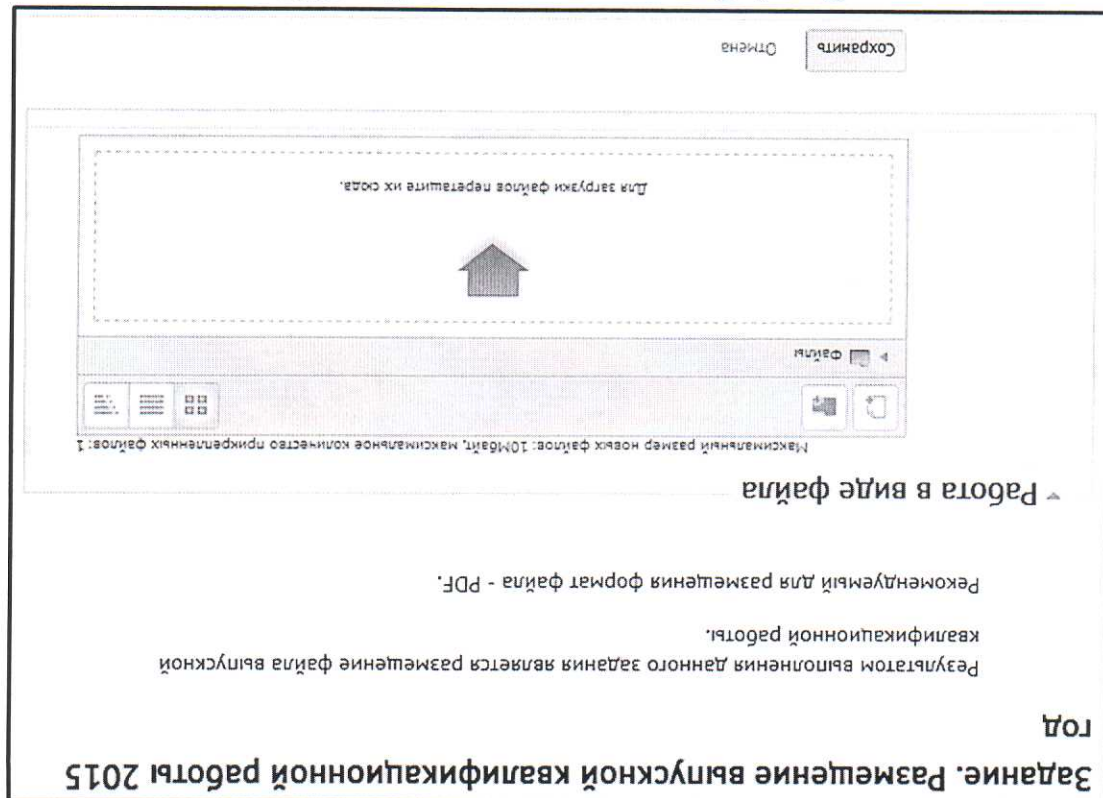 Задание. Размещение выпускной квалификационной работы 2015
год
Результатом выполнения данного задания является размещение файла выпускной
квалификационной работы.
Рекомендуемый для размещения формат файла - PDF.
Работа в виде файла
Максимальный размер новых файлов: 10Мбайт, максимальное количество прикрепленных файлов: 1
Файлы
Для загрузки файлов перетащите их сюда.
Сохранить Отмена